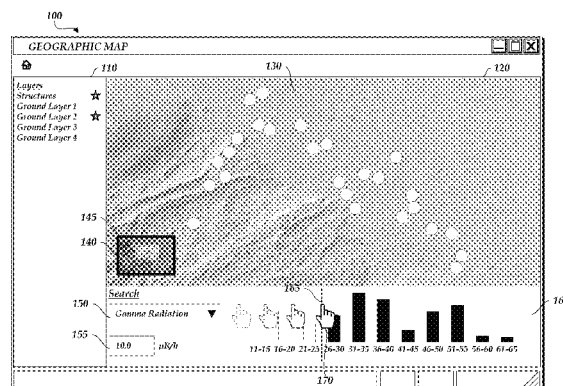 100
GEOGRAPHIC MAP
110
130
120
Layers
Structures
Ground Layer 1
Ground Layer 2
Ground Layer 3
Ground Layer 4
145
140
165
Search
150
Gamma Radiation
16
155
10.0 μR/h
11-15 16-20 21-25 26-30 31-35 36-40 41-45 46-50 51-55 56-60 61-65
170